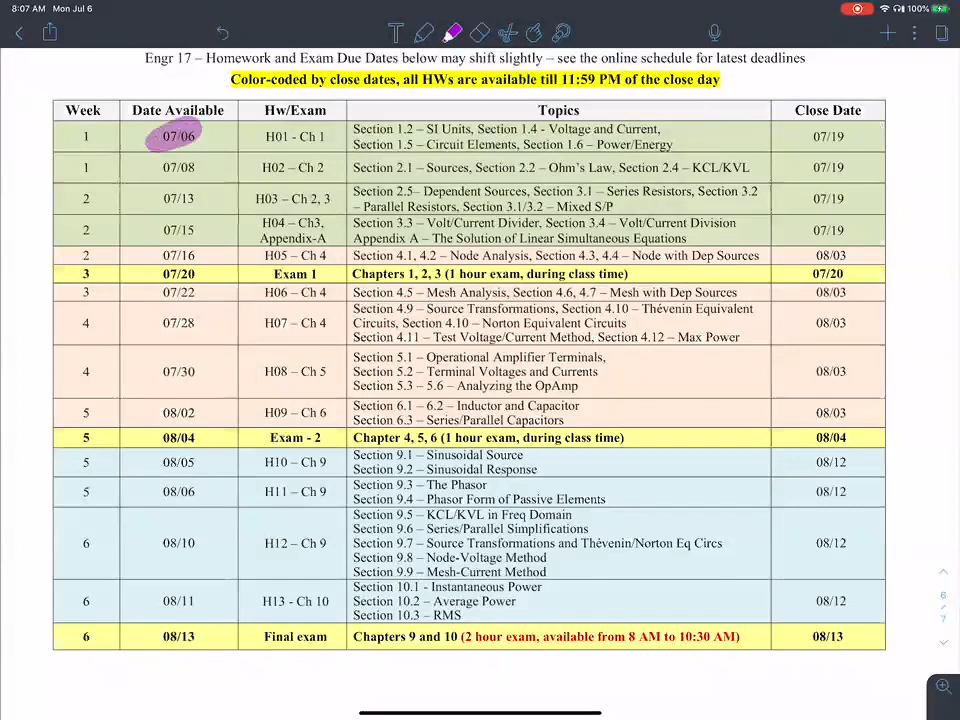 8:07 AM Mon Jul 6
100%
Engr 17 – Homework and Exam Due Dates below may shift slightly – see the online schedule for latest deadlines
Color-coded by close dates, all HWs are available till 11:59 PM of the close day
Week Date Available Hw/Exam Topics Close Date
1 07/06 H01 - Ch 1 Section 1.2 – SI Units, Section 1.4 - Voltage and Current, 07/19
Section 1.5 – Circuit Elements, Section 1.6 – Power/Energy
1 07/08 H02 – Ch 2 Section 2.1 – Sources, Section 2.2 – Ohm's Law, Section 2.4 – KCL/KVL 07/19
2 07/13 H03 – Ch 2, 3 Section 2.5– Dependent Sources, Section 3.1 – Series Resistors, Section 3.2 07/19
– Parallel Resistors, Section 3.1/3.2 – Mixed S/P
2 07/15 H04 – Ch3, Section 3.3 – Volt/Current Divider, Section 3.4 – Volt/Current Division 07/19
Appendix-A Appendix A – The Solution of Linear Simultaneous Equations
2 07/16 H05 – Ch 4 Section 4.1, 4.2 – Node Analysis, Section 4.3, 4.4 – Node with Dep Sources 08/03
3 07/20 Exam 1 Chapters 1, 2, 3 (1 hour exam, during class time) 07/20
3 07/22 H06 – Ch 4 Section 4.5 – Mesh Analysis, Section 4.6, 4.7 – Mesh with Dep Sources 08/03
4 07/28 H07 – Ch 4 Section 4.9 – Source Transformations, Section 4.10 – Thévenin Equivalent 08/03
Circuits, Section 4.10 – Norton Equivalent Circuits
Section 4.11 – Test Voltage/Current Method, Section 4.12 – Max Power
4 07/30 H08 – Ch 5 Section 5.1 – Operational Amplifier Terminals, 08/03
Section 5.2 – Terminal Voltages and Currents
Section 5.3 – 5.6 – Analyzing the OpAmp
5 08/02 H09 – Ch 6 Section 6.1 – 6.2 – Inductor and Capacitor 08/03
Section 6.3 – Series/Parallel Capacitors
5 08/04 Exam - 2 Chapter 4, 5, 6 (1 hour exam, during class time) 08/04
5 08/05 H10 – Ch 9 Section 9.1 – Sinusoidal Source 08/12
Section 9.2 – Sinusoidal Response
5 08/06 H11 – Ch 9 Section 9.3 – The Phasor 08/12
Section 9.4 – Phasor Form of Passive Elements
6 08/10 H12 – Ch 9 Section 9.5 – KCL/KVL in Freq Domain 08/12
Section 9.6 – Series/Parallel Simplifications
Section 9.7 – Source Transformations and Thévenin/Norton Eq Circs
Section 9.8 – Node-Voltage Method
Section 9.9 – Mesh-Current Method
6 08/11 H13 - Ch 10 Section 10.1 - Instantaneous Power 08/12
Section 10.2 – Average Power
Section 10.3 – RMS
6 08/13 Final exam Chapters 9 and 10 (2 hour exam, available from 8 AM to 10:30 AM) 08/13
6
/
7